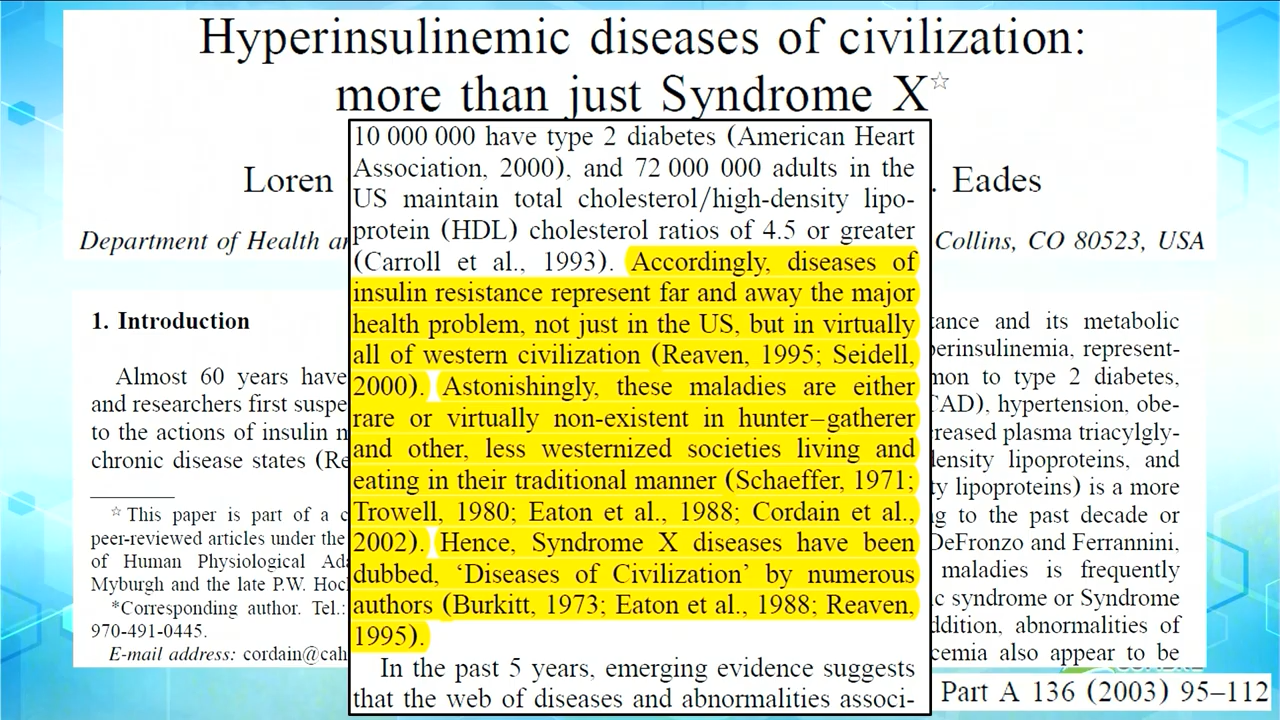 Hyperinsulinemic diseases of civilization:
more than just Syndrome X☆
Loren
. Eades
Department of Health an
Collins, CO 80523, USA
10 000 000 have type 2 diabetes (American Heart
Association, 2000), and 72 000 000 adults in the
US maintain total cholesterol/high-density lipo-
protein (HDL) cholesterol ratios of 4.5 or greater
(Carroll et al., 1993). Accordingly, diseases of
insulin resistance represent far and away the major
health problem, not just in the US, but in virtually
all of western civilization (Reaven, 1995; Seidell,
2000). Astonishingly, these maladies are either
rare or virtually non-existent in hunter–gatherer
and other, less westernized societies living and
eating in their traditional manner (Schaeffer, 1971;
Trowell, 1980; Eaton et al., 1988; Cordain et al.,
2002). Hence, Syndrome X diseases have been
dubbed, ‘Diseases of Civilization’ by numerous
authors (Burkitt, 1973; Eaton et al., 1988; Reaven,
1995).
In the past 5 years, emerging evidence suggests
that the web of diseases and abnormalities associ-
1. Introduction
Almost 60 years have
and researchers first suspe
to the actions of insulin n
chronic disease states (Re
☆ This paper is part of a c
peer-reviewed articles under the
of Human Physiological Ada
Myburgh and the late P.W. Hoc
*Corresponding author. Tel.:
970-491-0445.
E-mail address: cordain@cah
tance and its metabolic
perinsulinemia, represent-
mon to type 2 diabetes,
CAD), hypertension, obe-
creased plasma triacylgly-
density lipoproteins, and
ty lipoproteins) is a more
ng to the past decade or
DeFronzo and Ferrannini,
maladies is frequently
ic syndrome or Syndrome
ddition, abnormalities of
cemia also appear to be
Part A 136 (2003) 95–112